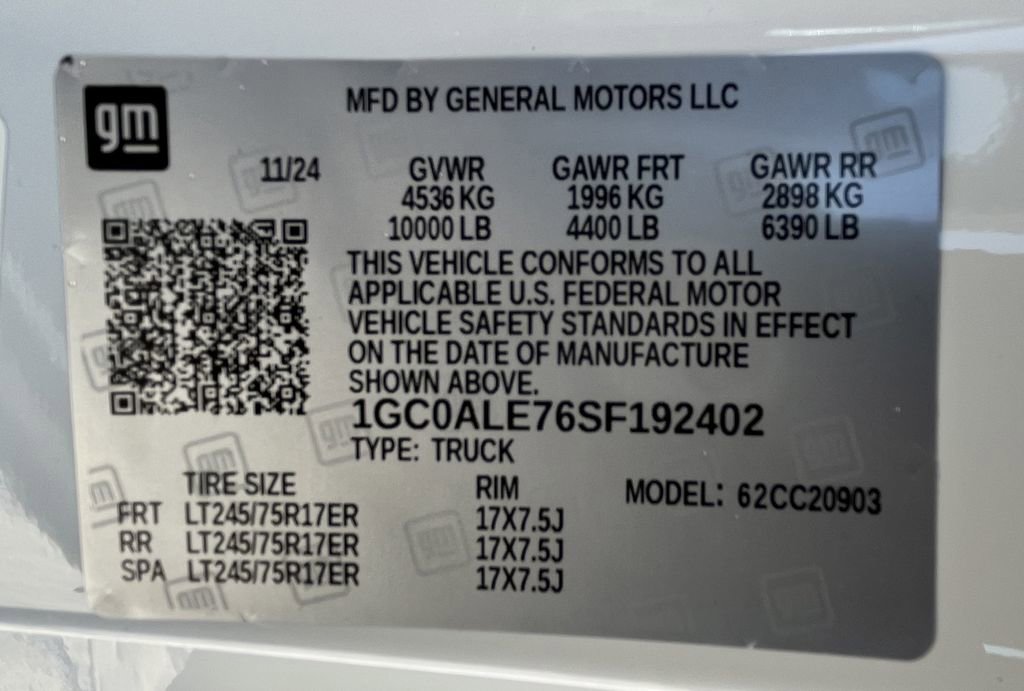 gm
MFD BY GENERAL MOTORS LLC
11/24 GVWR GAWR FRT GAWR RR
4536 KG 1996 KG 2898 KG
10000 LB 4400 LB 6390 LB
THIS VEHICLE CONFORMS TO ALL
APPLICABLE U.S. FEDERAL MOTOR
VEHICLE SAFETY STANDARDS IN EFFECT
ON THE DATE OF MANUFACTURE
SHOWN ABOVE.
1GC0ALE76SF192402
TYPE: TRUCK
TIRE SIZE RIM MODEL: 62CC20903
FRT LT245/75R17ER 17X7.5J
RR LT245/75R17ER 17X7.5J
SPA LT245/75R17ER 17X7.5J